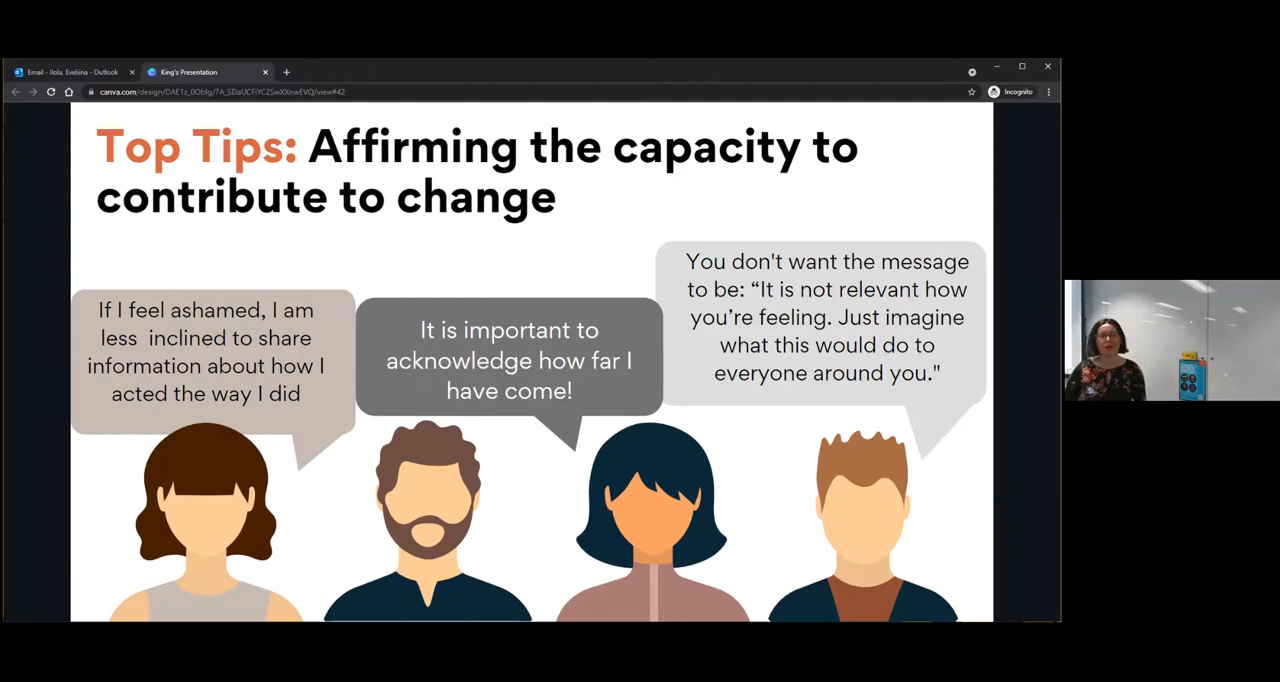 Email - Ilola, Eveliina - Outlook
King's Presentation
canva.com/design/DAE1z_0Oblg/7A_SDaUCFiYCZSwXXnwEVQ/view#42
Incognito
Top Tips: Affirming the capacity to
contribute to change
If I feel ashamed, I am
less inclined to share
information about how I
acted the way I did
It is important to
acknowledge how far I
have come!
You don't want the message
to be: “It is not relevant how
you’re feeling. Just imagine
what this would do to
everyone around you."